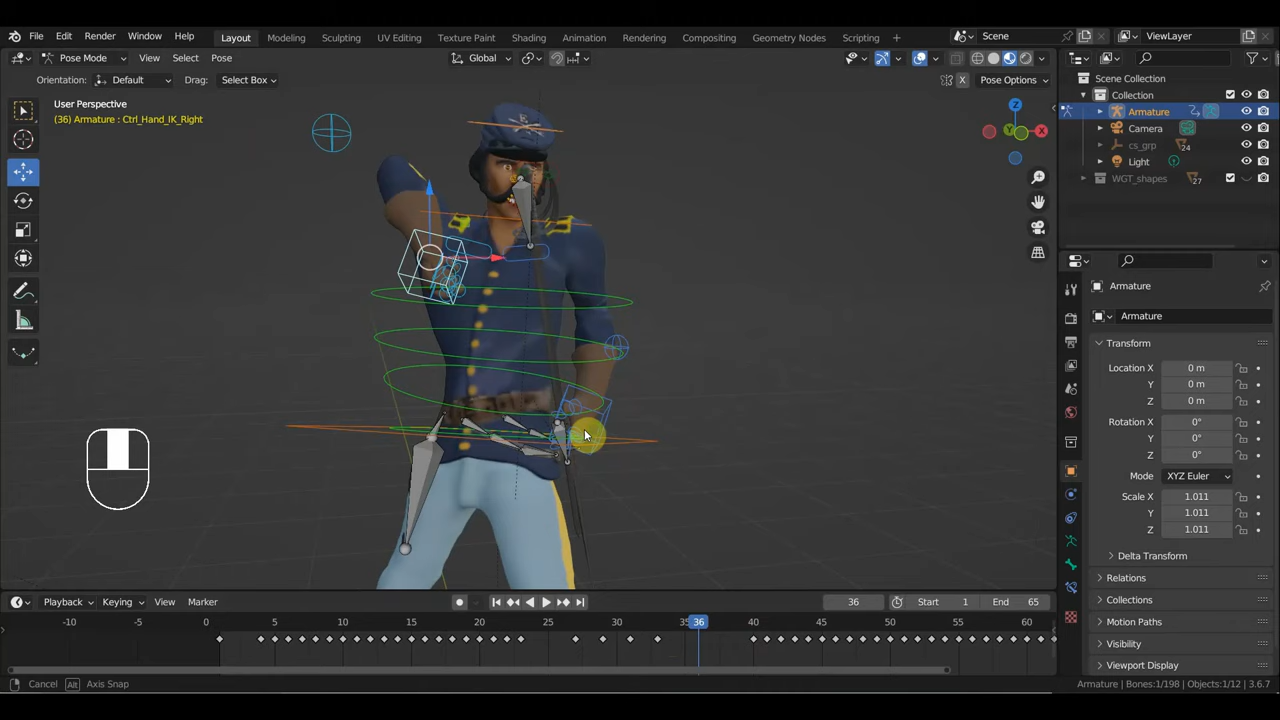 File Edit Render Window Help Layout Modeling Sculpting UV Editing Texture Paint Shading Animation Rendering Compositing Geometry Nodes Scripting + Scene ViewLayer
Pose Mode View Select Pose Global
Orientation: Default Drag: Select Box X Pose Options
User Perspective
(36) Armature : Ctrl_Hand_IK_Right
Z
X
Y
E
Scene Collection
Collection
Armature
Camera
cs_grp 24
Light
WGT_shapes 27
Armature
Armature
Transform
Location X 0 m
Y 0 m
Z 0 m
Rotation X 0°
Y 0°
Z 0°
Mode XYZ Euler
Scale X 1.011
Y 1.011
Z 1.011
Delta Transform
Relations
Collections
Motion Paths
Visibility
Viewport Display
Playback Keying View Marker 36 Start 1 End 65
-10 -5 0 5 10 15 20 25 30 36 40 45 50 55 60
Cancel Alt Axis Snap Armature | Bones:1/198 | Objects:1/12 | 3.6.7